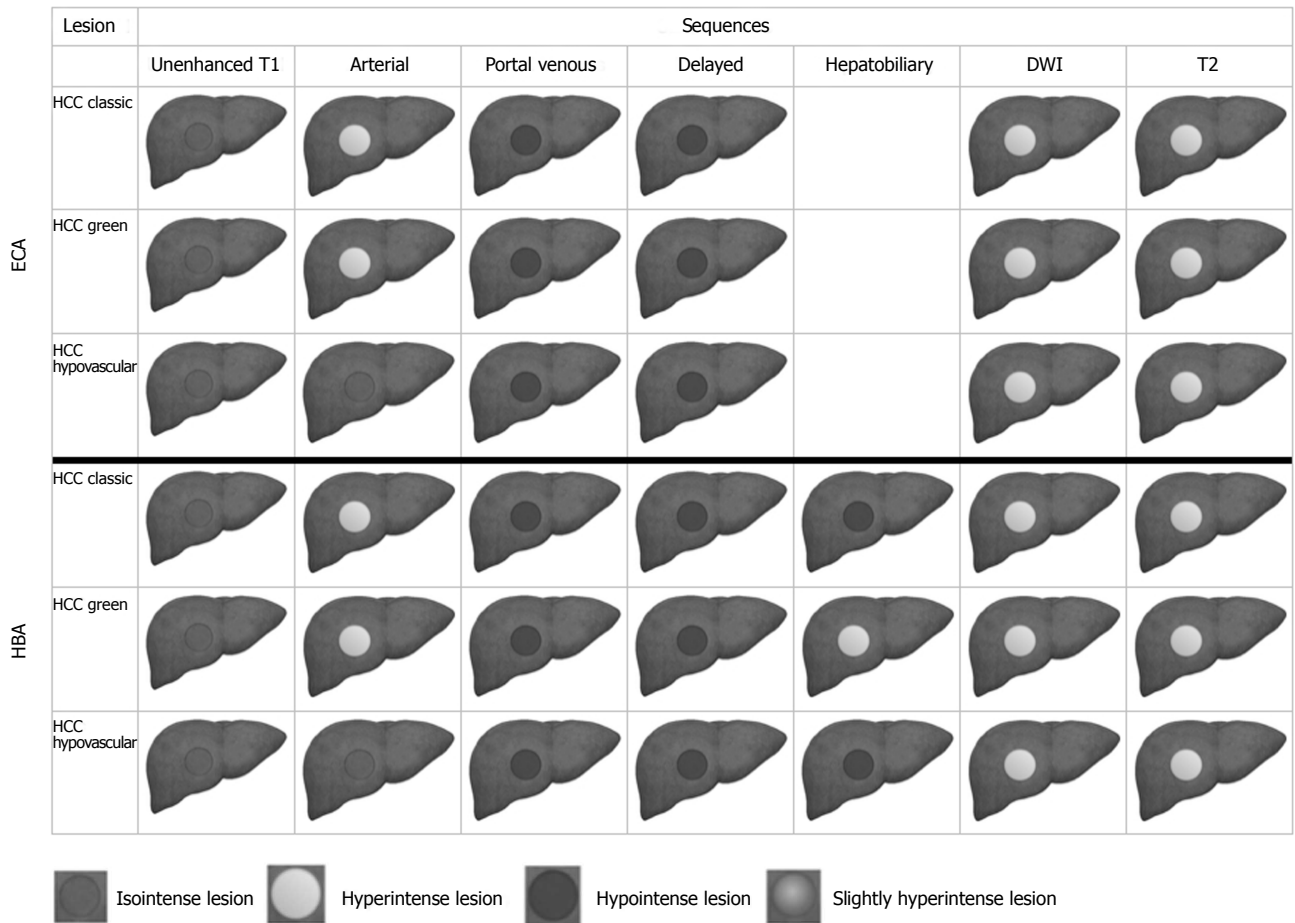 Lesion Sequences
Unenhanced T1 Arterial Portal venous Delayed Hepatobiliary DWI T2
ECA
HCC classic
HCC green
HCC
hypovascular
HBA
HCC classic
HCC green
HCC
hypovascular
Isointense lesion Hyperintense lesion Hypointense lesion Slightly hyperintense lesion